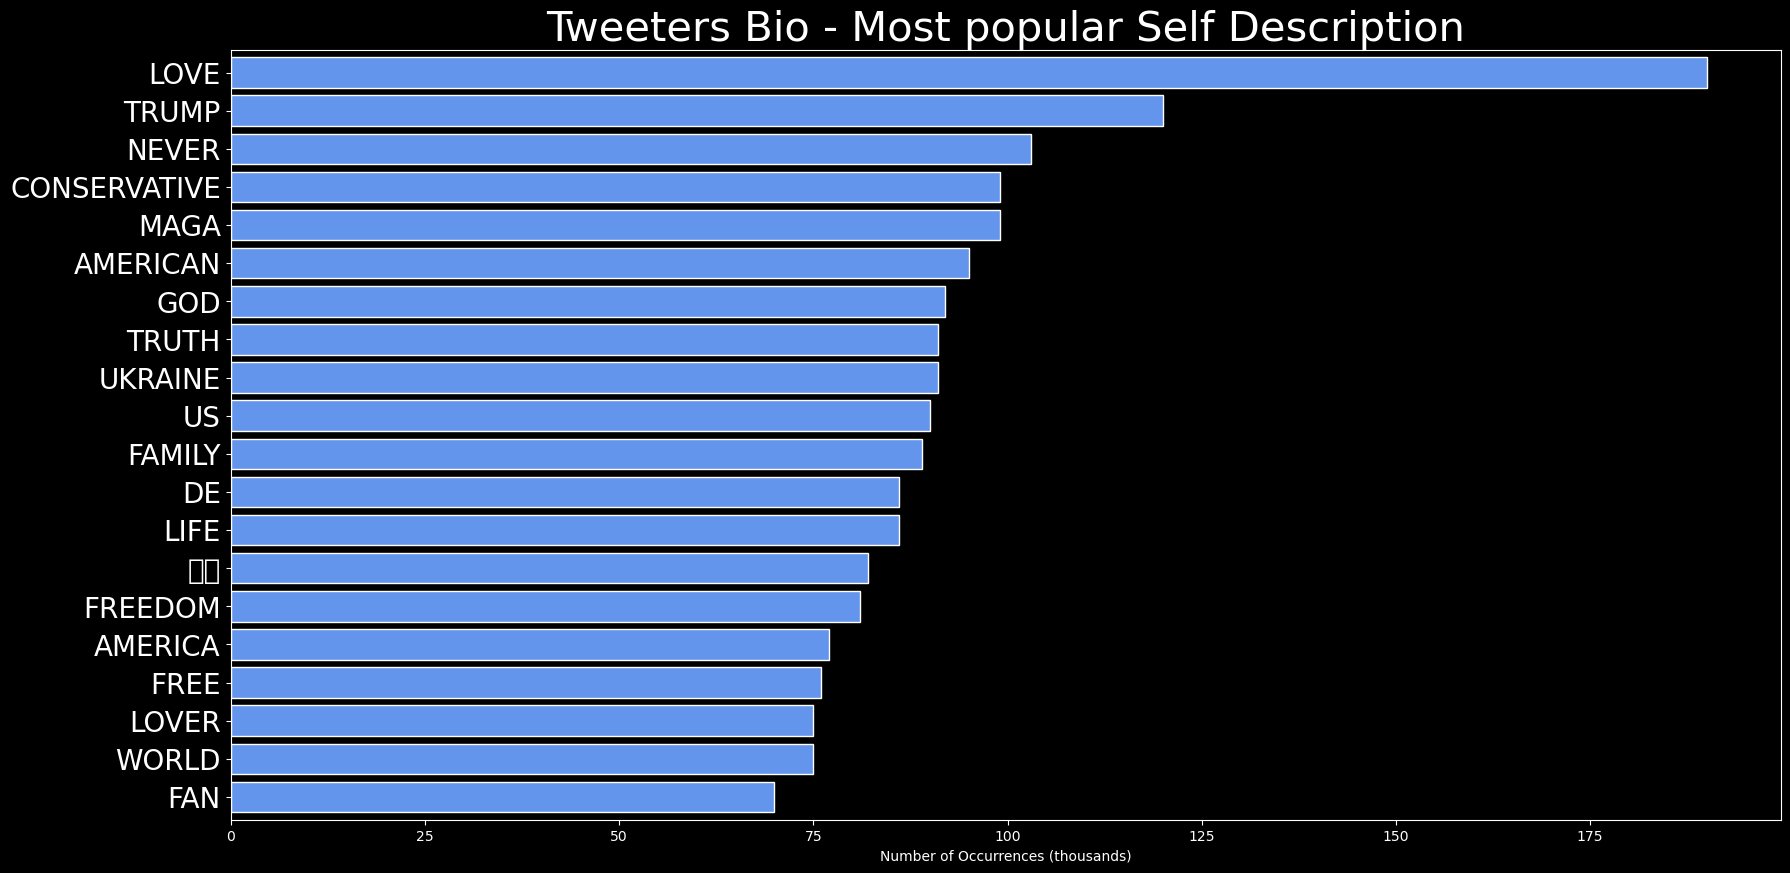 Tweeters Bio - Most popular Self Description
LOVE
TRUMP
NEVER
CONSERVATIVE
MAGA
AMERICAN
GOD
TRUTH
UKRAINE
US
FAMILY
DE
LIFE
FREEDOM
AMERICA
FREE
LOVER
WORLD
FAN
0 25 50 75 100 125 150 175
Number of Occurrences (thousands)